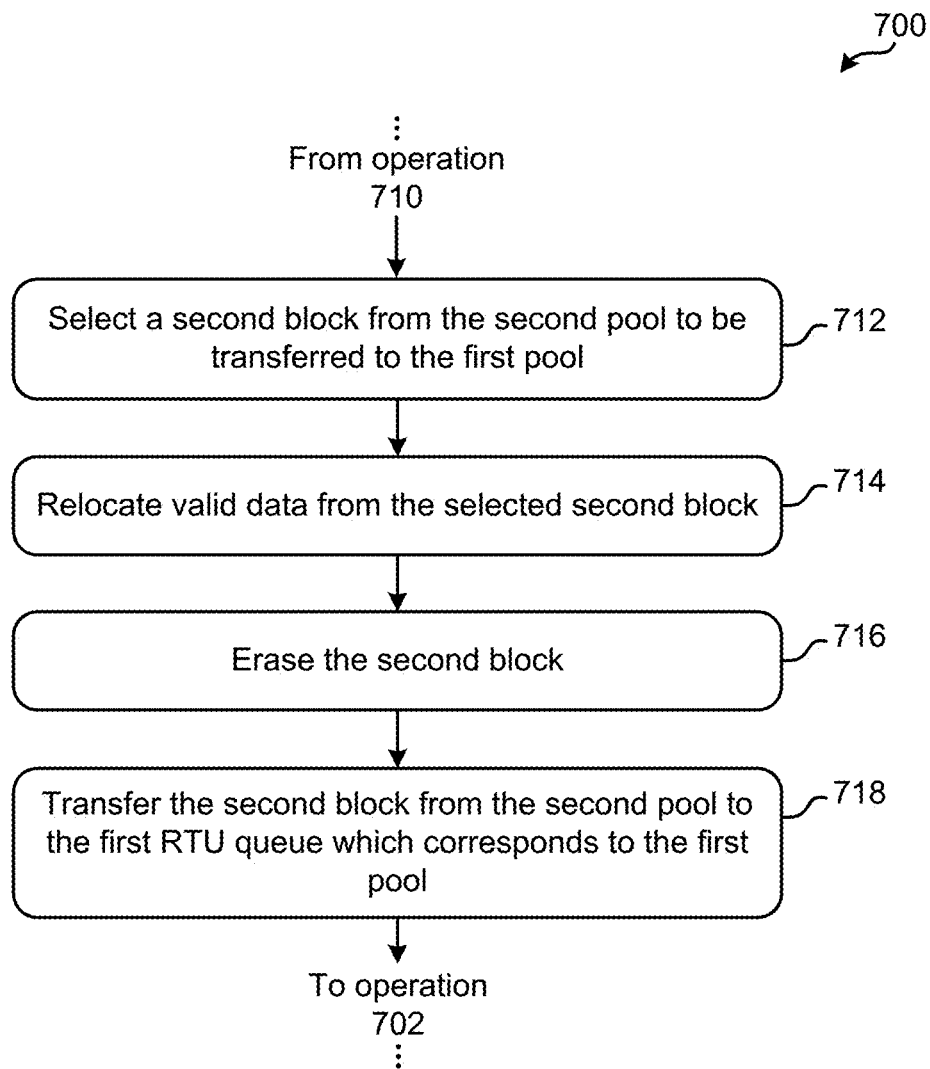 700
From operation
710
Select a second block from the second pool to be
transferred to the first pool
712
Relocate valid data from the selected second block
714
Erase the second block
716
Transfer the second block from the second pool to
the first RTU queue which corresponds to the first
pool
718
To operation
702